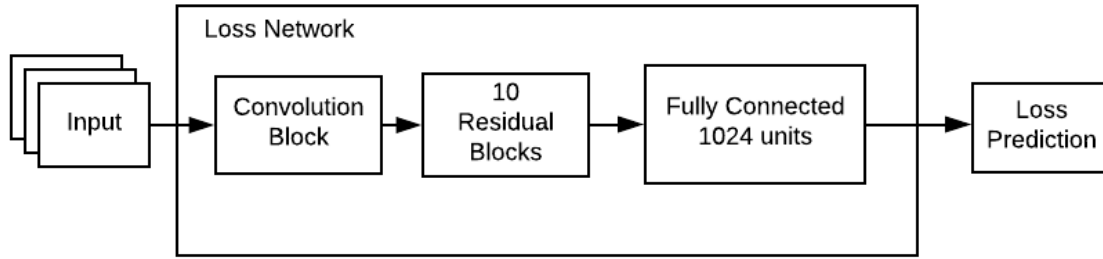 Loss Network
Input
Convolution
Block
10
Residual
Blocks
Fully Connected
1024 units
Loss
Prediction